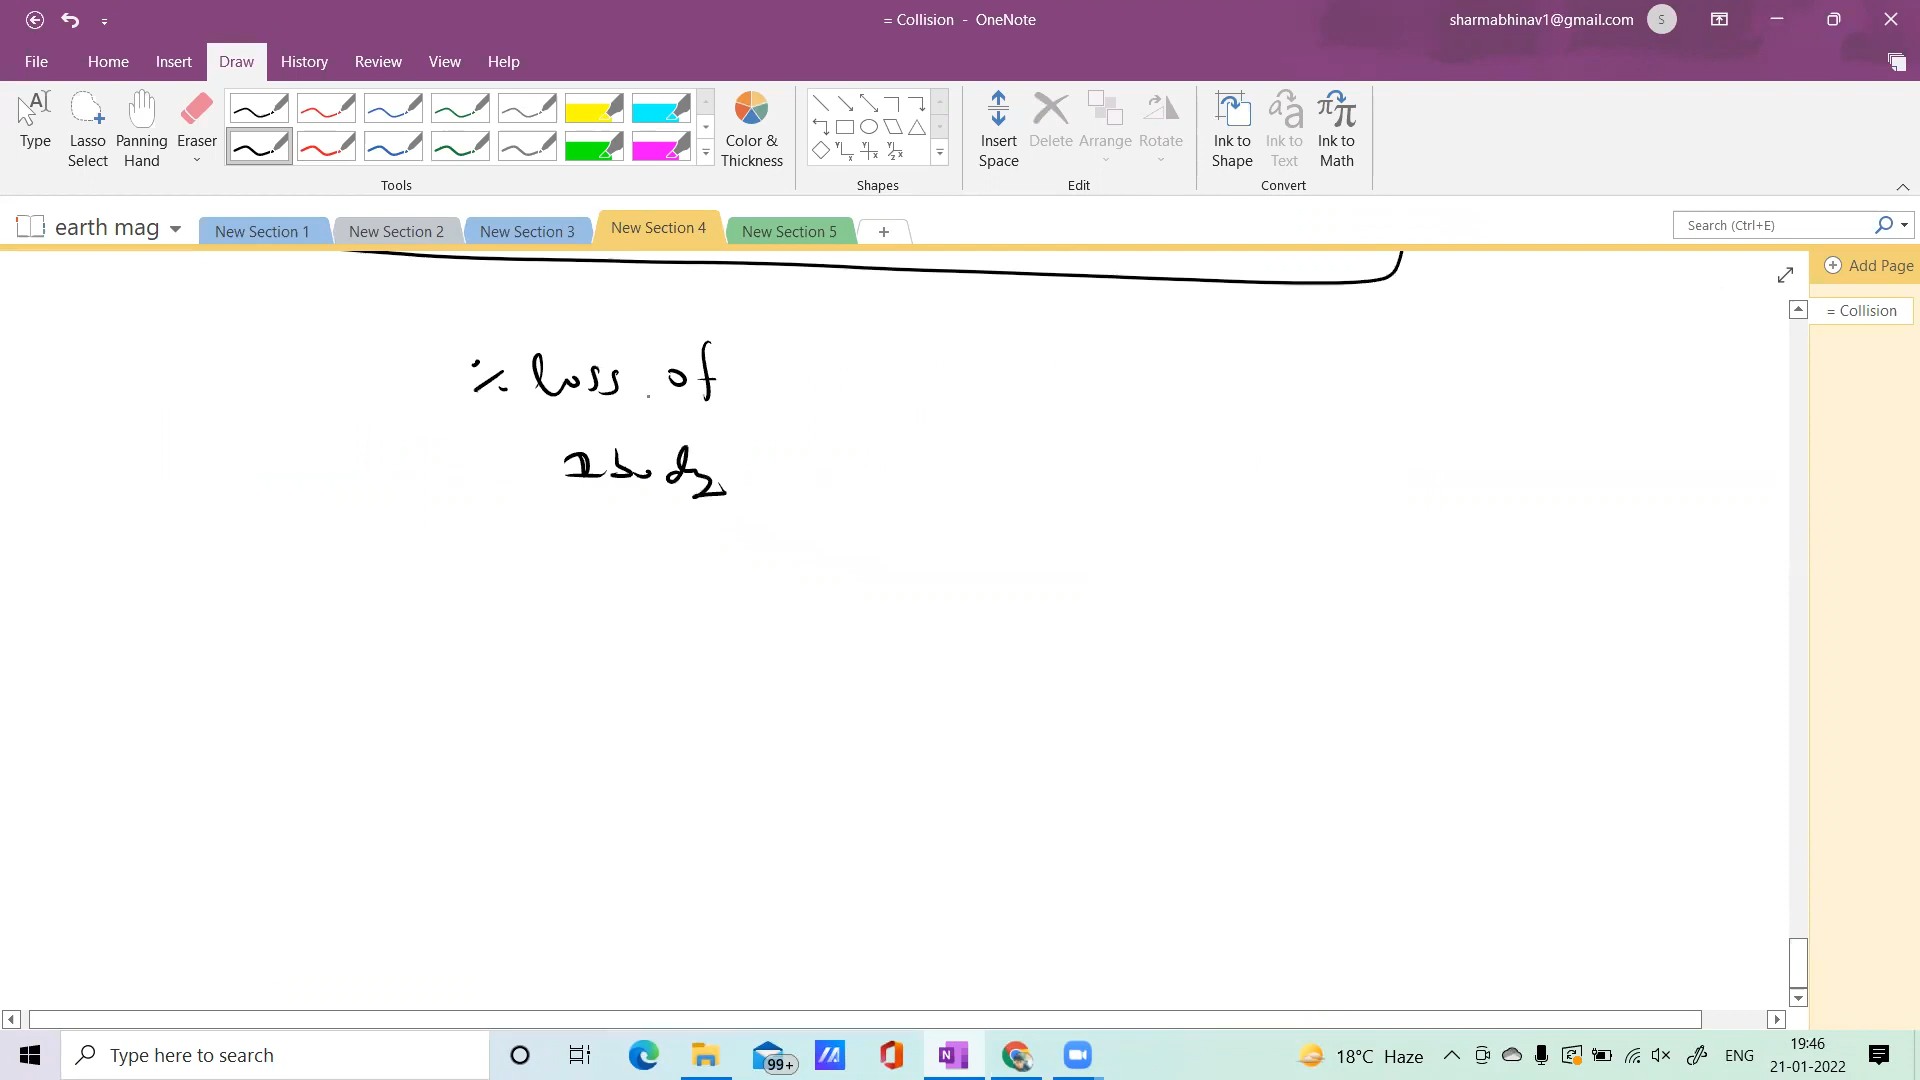 = Collision - OneNote
sharmabhinav1@gmail.com
S
File
Home
Insert
Draw
History
Review
View
Help
Type
Lasso Select
Panning Hand
Eraser
Color & Thickness
Insert Space
Delete
Arrange
Rotate
Ink to Shape
Ink to Text
Ink to Math
Tools
Shapes
Edit
Convert
earth mag
New Section 1
New Section 2
New Section 3
New Section 4
New Section 5
+
Search (Ctrl+E)
Add Page
= Collision
% loss of
body
Type here to search
99+
18°C Haze
ENG
19:46
21-01-2022